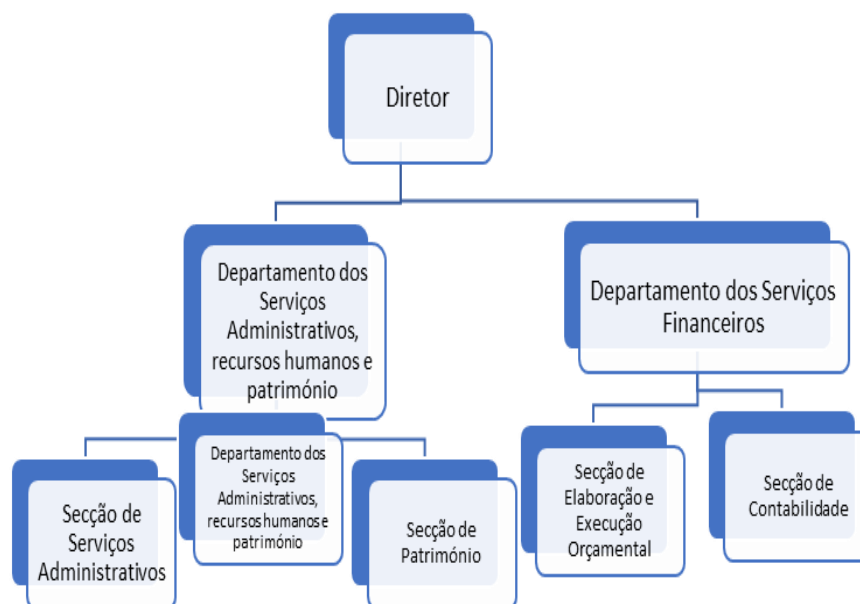 Diretor
Departamento dos
Serviços
Administrativos,
recursos humanos e
património
Departamento dos Serviços
Financeiros
Secção de
Serviços
Administrativos
Departamento dos
Serviços
Administrativos,
recursos humanos e
património
Secção de
Património
Secção de
Elaboração e
Execução
Orçamental
Secção de
Contabilidade